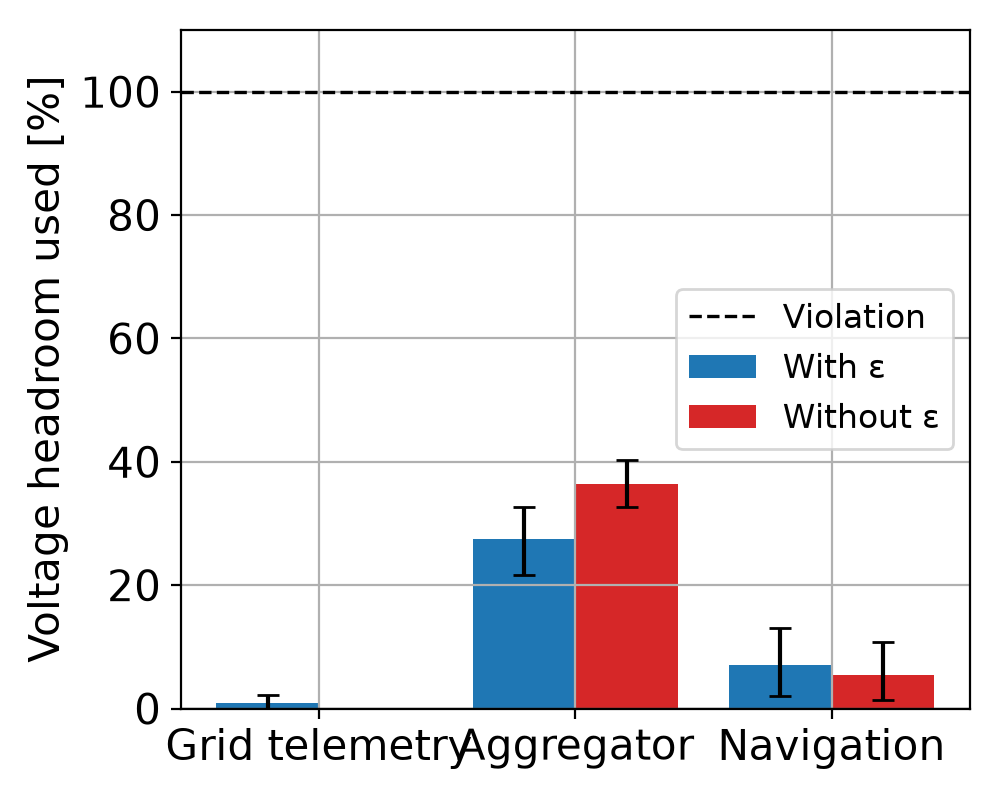 Voltage headroom used [%]
100
80
60
40
20
0
Violation
With ε
Without ε
Grid telemetry Aggregator Navigation